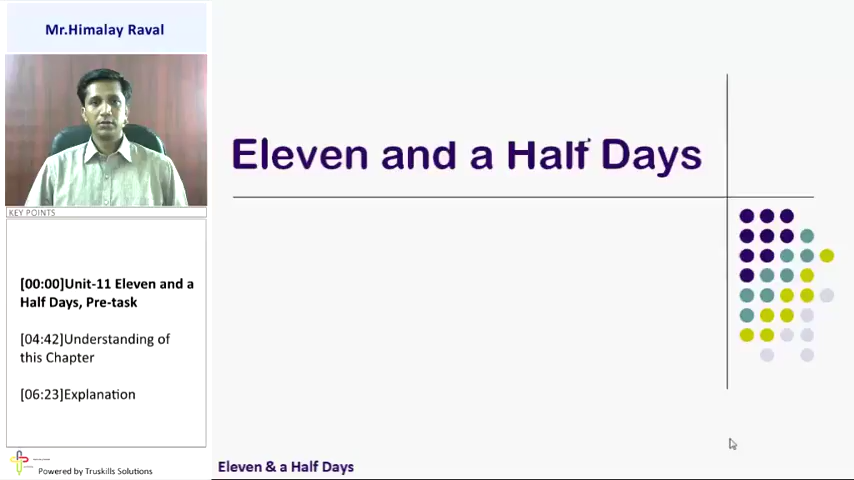 Mr.Himalay Raval
Eleven and a Half Days
KEY POINTS
[00:00]Unit-11 Eleven and a
Half Days, Pre-task
[04:42]Understanding of
this Chapter
[06:23]Explanation
Powered by Truskills Solutions
Eleven & a Half Days